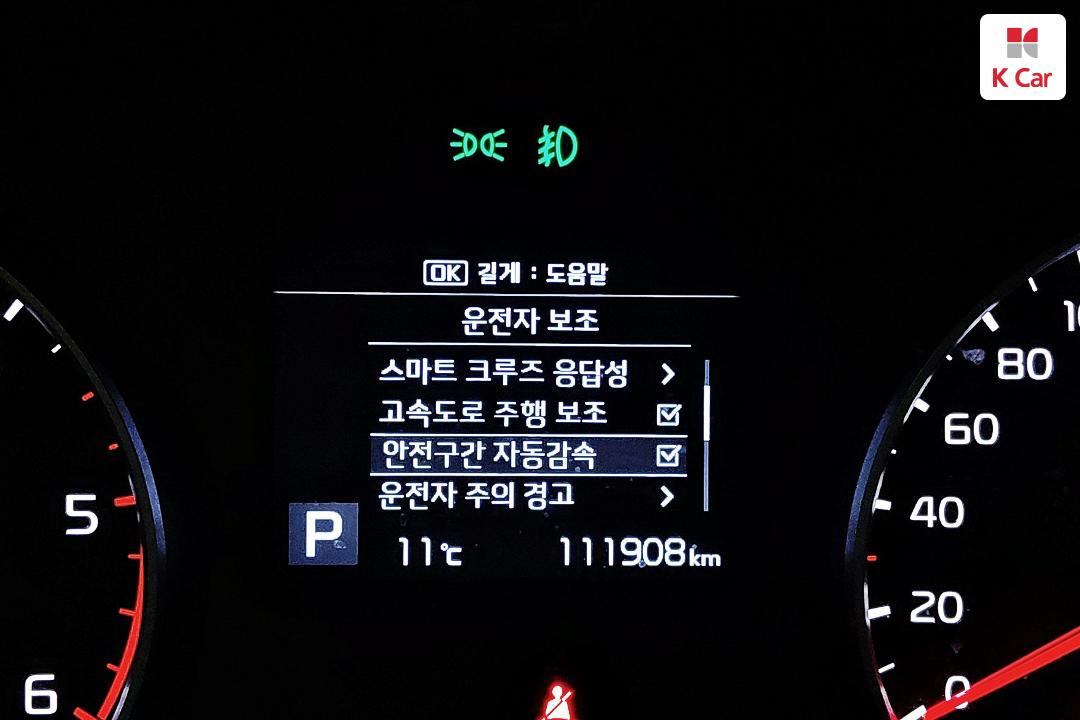 K Car
OK 길게 : 도움말
운전자 보조
스마트 크루즈 응답성
고속도로 주행 보조
안전구간 자동감속
운전자 주의 경고
P 11℃ 111908km
5
6
80
60
40
20
0